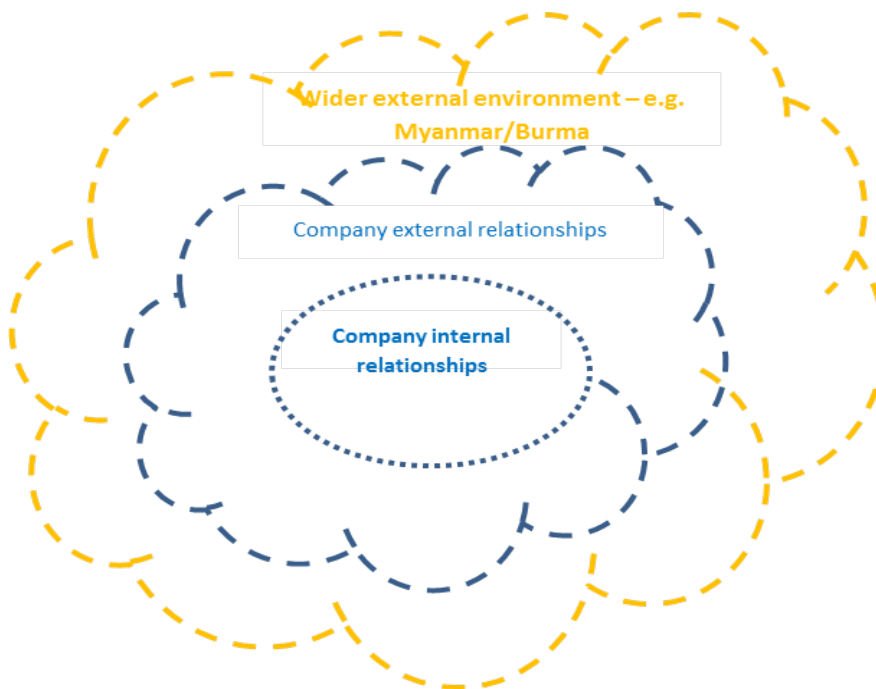 Wider external environment – e.g.
Myanmar/Burma
Company external relationships
Company internal
relationships